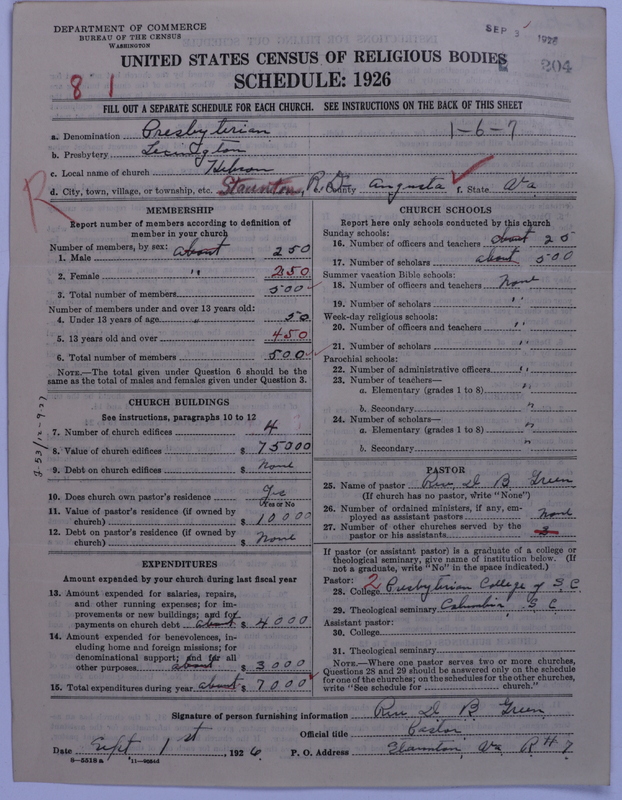 DEPARTMENT OF COMMERCE
BUREAU OF THE CENSUS
WASHINGTON
SEP 3 1926
204
UNITED STATES CENSUS OF RELIGIOUS BODIES
SCHEDULE: 1926
8 1
FILL OUT A SEPARATE SCHEDULE FOR EACH CHURCH. SEE INSTRUCTIONS ON THE BACK OF THIS SHEET
a. Denomination Presbyterian 1-6-7
b. Presbytery Lexington
c. Local name of church Hebron
R
d. City, town, village, or township, etc. Staunton, R. County Augusta f. State Va
MEMBERSHIP
Report number of members according to definition of
member in your church
Number of members, by sex: about
1. Male 250
2. Female " 250
3. Total number of members 500
Number of members under and over 13 years old:
4. Under 13 years of age " 50
5. 13 years old and over 450
6. Total number of members 500
NOTE.—The total given under Question 6 should be
same as the total of males and females given under Question 3.
CHURCH BUILDINGS
See instructions, paragraphs 10 to 12
7. Number of church edifices 4
8. Value of church edifices $ 75000
9. Debt on church edifices $ None
10. Does church own pastor's residence Yes
Yes or No
11. Value of pastor's residence (if owned by
church) $ 10000
12. Debt on pastor's residence (if owned by
church) $ None
EXPENDITURES
Amount expended by your church during last fiscal year
13. Amount expended for salaries, repairs,
and other running expenses; for im-
provements or new buildings; and for
payments on church debt about $ 4000
14. Amount expended for benevolences, in-
cluding home and foreign missions; for
denominational support; and for all
other purposes about $ 3000
15. Total expenditures during year about $ 7000
CHURCH SCHOOLS
Report here only schools conducted by this church
Sunday schools:
16. Number of officers and teachers about 25
17. Number of scholars about 500
Summer vacation Bible schools:
18. Number of officers and teachers None
19. Number of scholars "
Week-day religious schools:
20. Number of officers and teachers "
21. Number of scholars "
Parochial schools:
22. Number of administrative officers "
23. Number of teachers—
a. Elementary (grades 1 to 8) "
b. Secondary "
24. Number of scholars—
a. Elementary (grades 1 to 8) "
b. Secondary "
PASTOR
25. Name of pastor Rev. D B Green
(If church has no pastor, write "None")
26. Number of ordained ministers, if any, em-
ployed as assistant pastors None
27. Number of other churches served by the
pastor or his assistants 3
If pastor (or assistant pastor) is a graduate of a college or
theological seminary, give name of institution below. (If
not a graduate, write "No" in the space indicated.)
Pastor: 2
28. College Presbyterian College of S. C.
29. Theological seminary Columbia, S C
Assistant pastor:
30. College
31. Theological seminary
NOTE.—Where one pastor serves two or more churches,
Questions 28 and 29 should be answered only on the schedule
for one of the churches; on the schedules for the other churches,
write "See schedule for church."
Signature of person furnishing information Rev. D. B Green
Official title Pastor
Date Sept 1st, 1926 P. O. Address Staunton, Va R # 7
8-5518 a 11-9864d